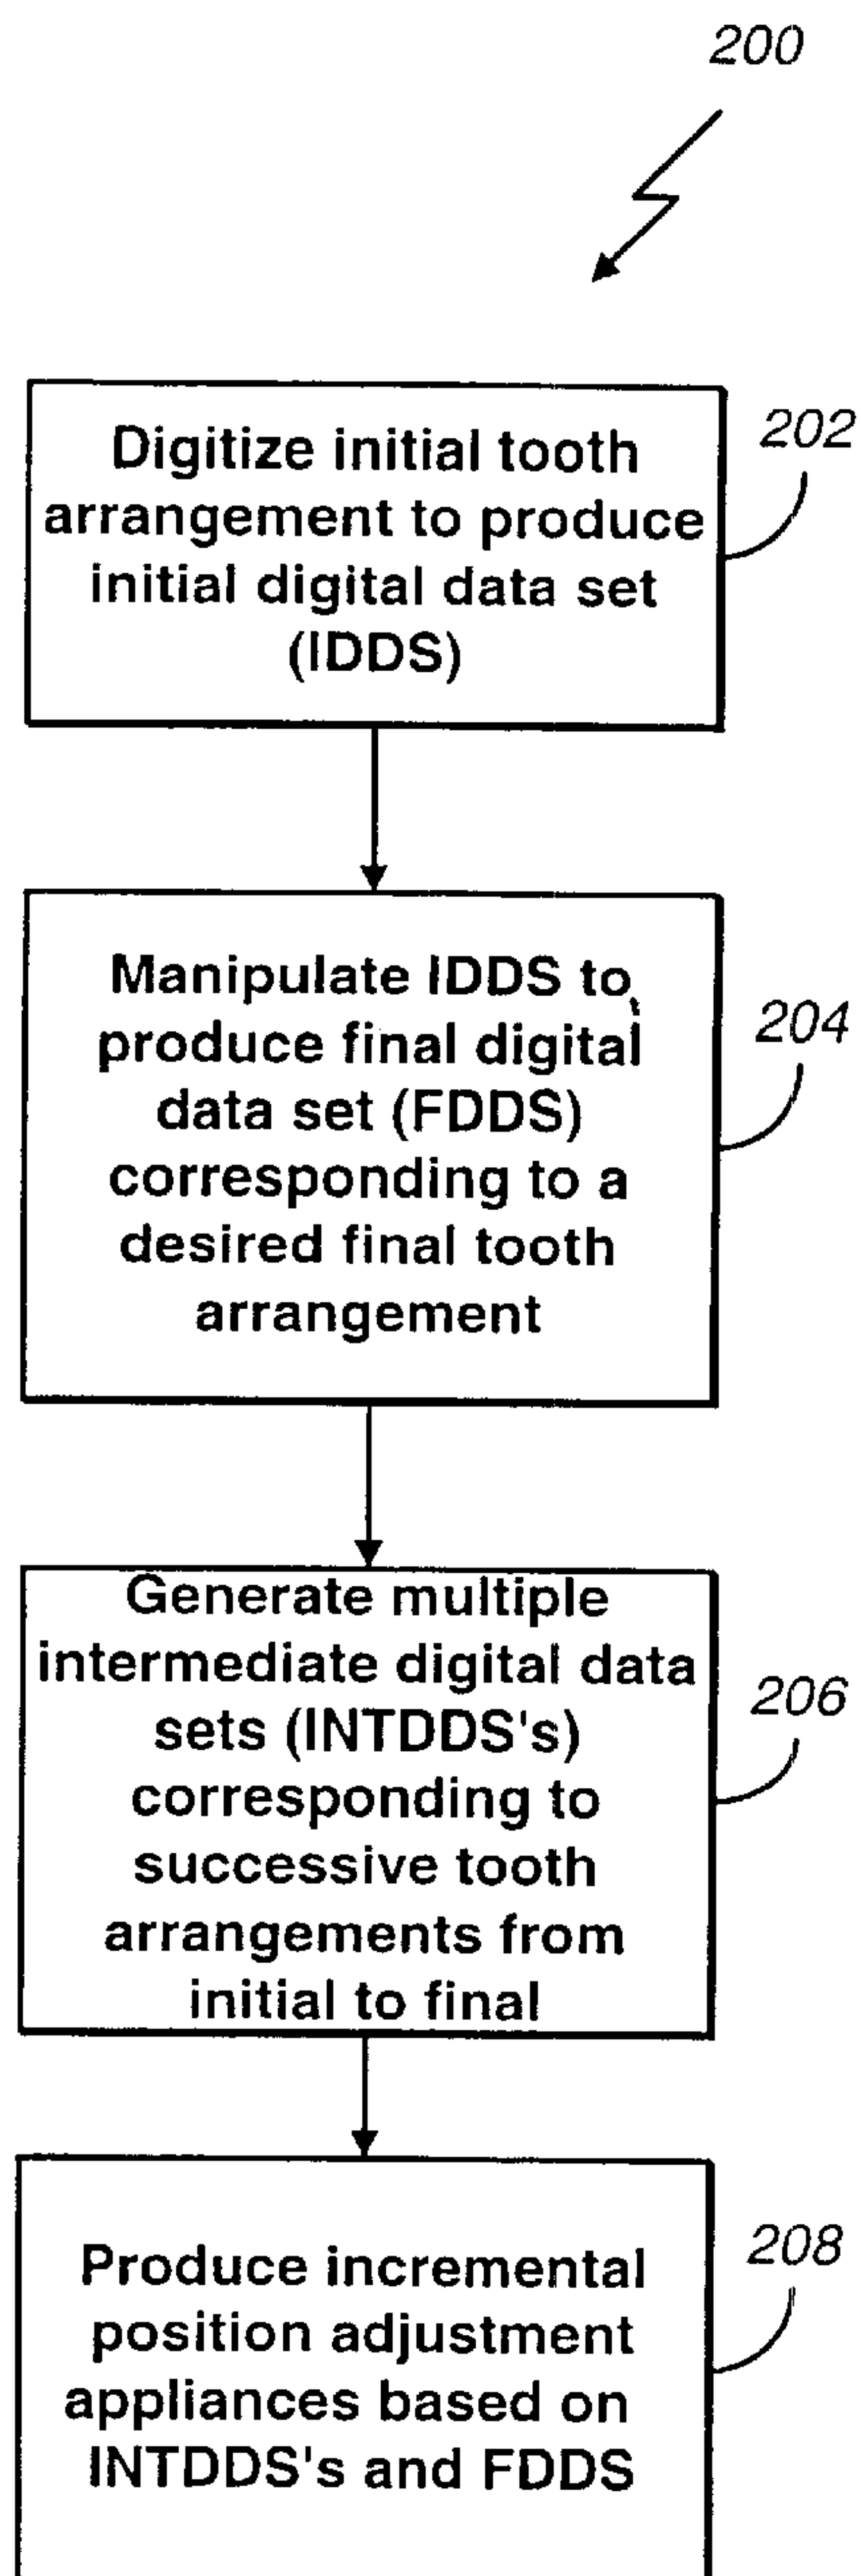 200
Digitize initial tooth
arrangement to produce
initial digital data set
(IDDS)
202
Manipulate IDDS to
produce final digital
data set (FDDS)
corresponding to a
desired final tooth
arrangement
204
Generate multiple
intermediate digital data
sets (INTDDS's)
corresponding to
successive tooth
arrangements from
initial to final
206
Produce incremental
position adjustment
appliances based on
INTDDS's and FDDS
208